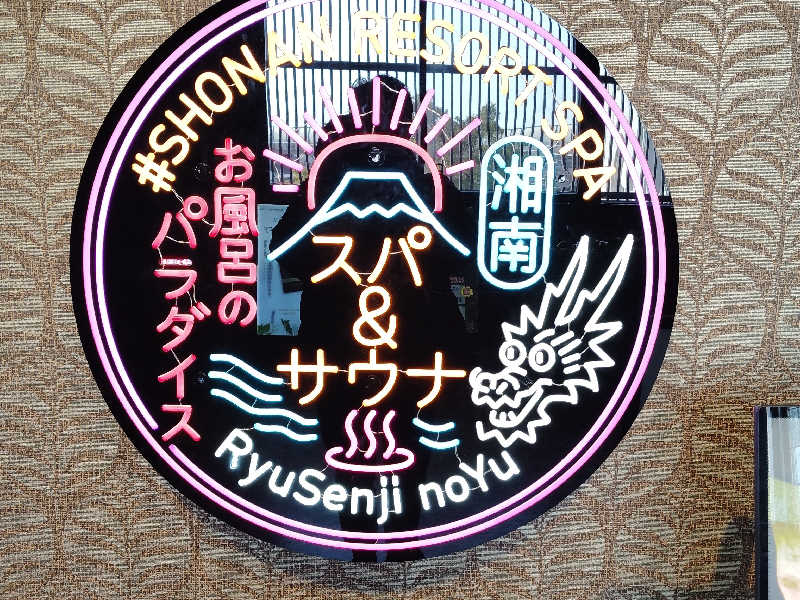 #SHONAN RESORT SPA
湘南
お風呂の
パラダイス
スパ
&
サウナ
RyuSenji noYu